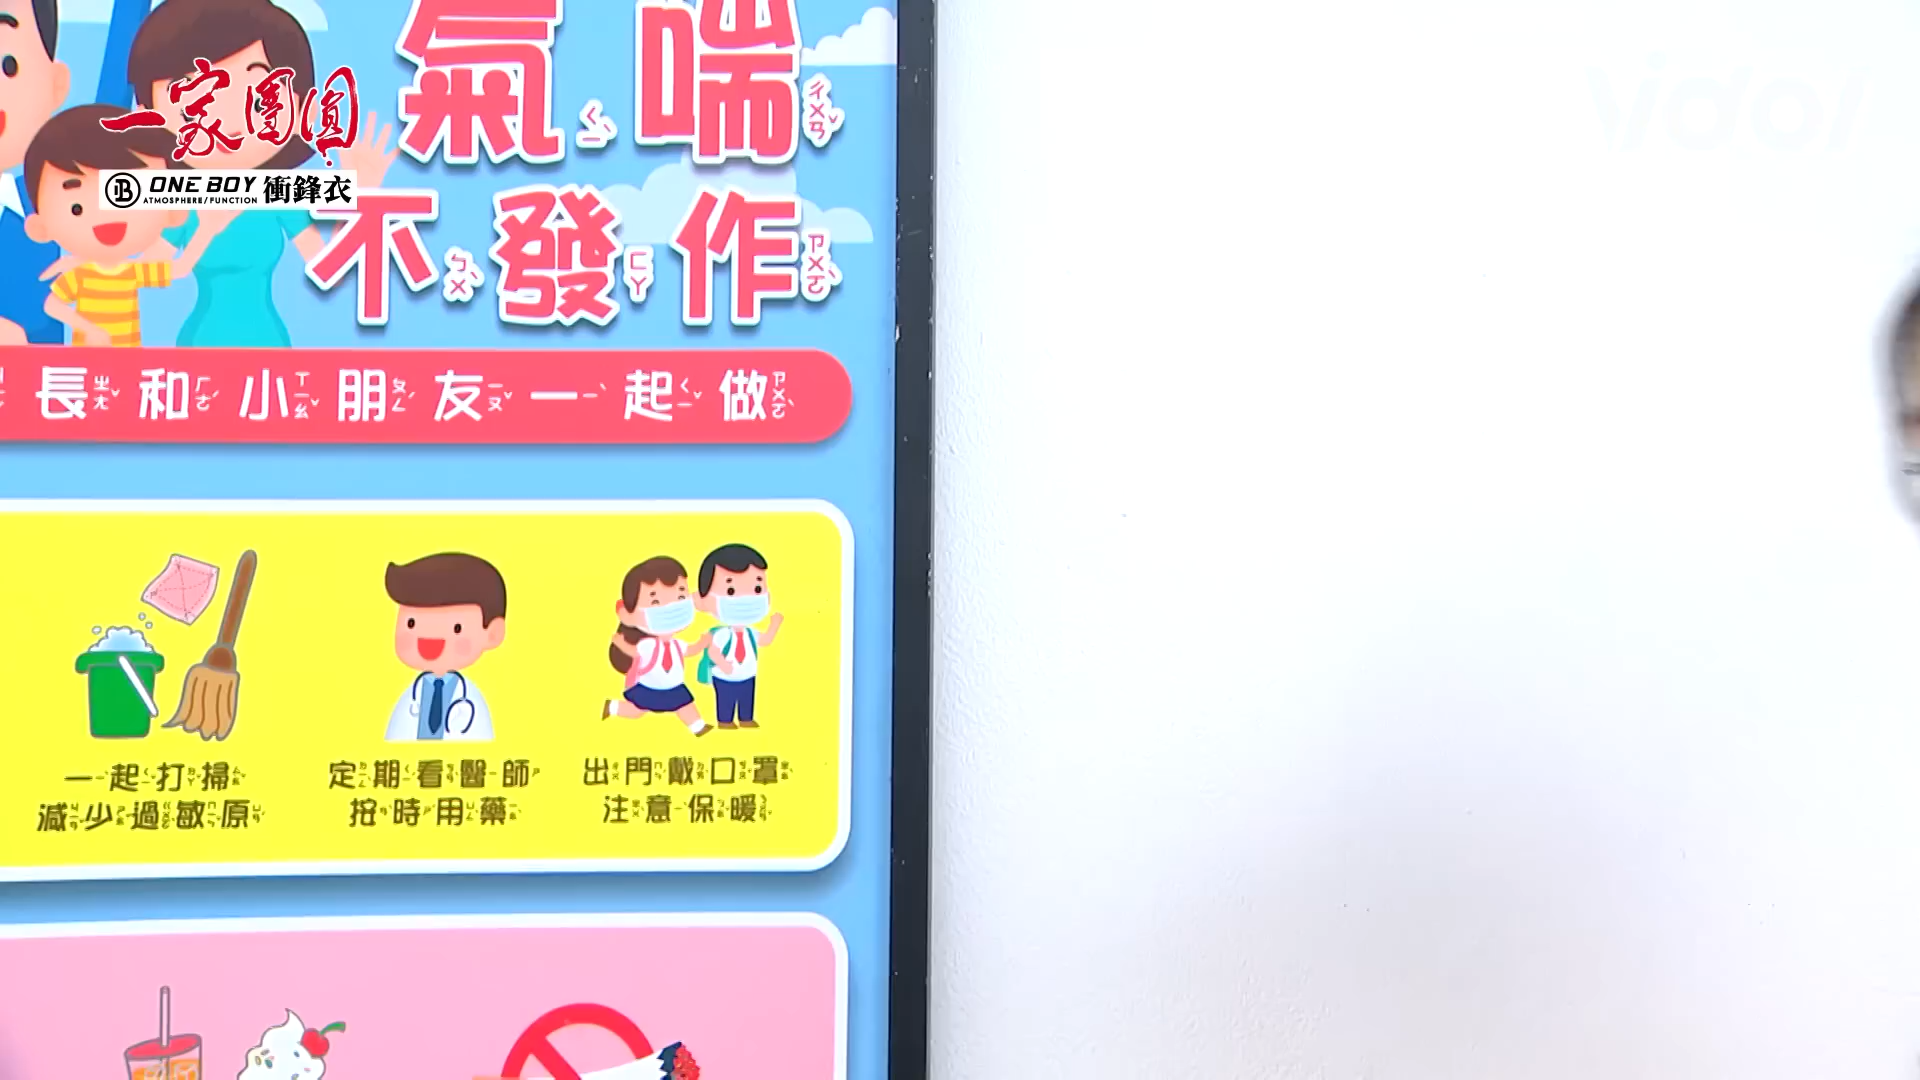 一家團圓
ONE BOY 衝鋒衣
ATMOSPHERE/FUNCTION
vidol
氣喘
不發作
長和小朋友一起做
一起打掃
減少過敏原
定期看醫師
按時用藥
出門戴口罩
注意保暖